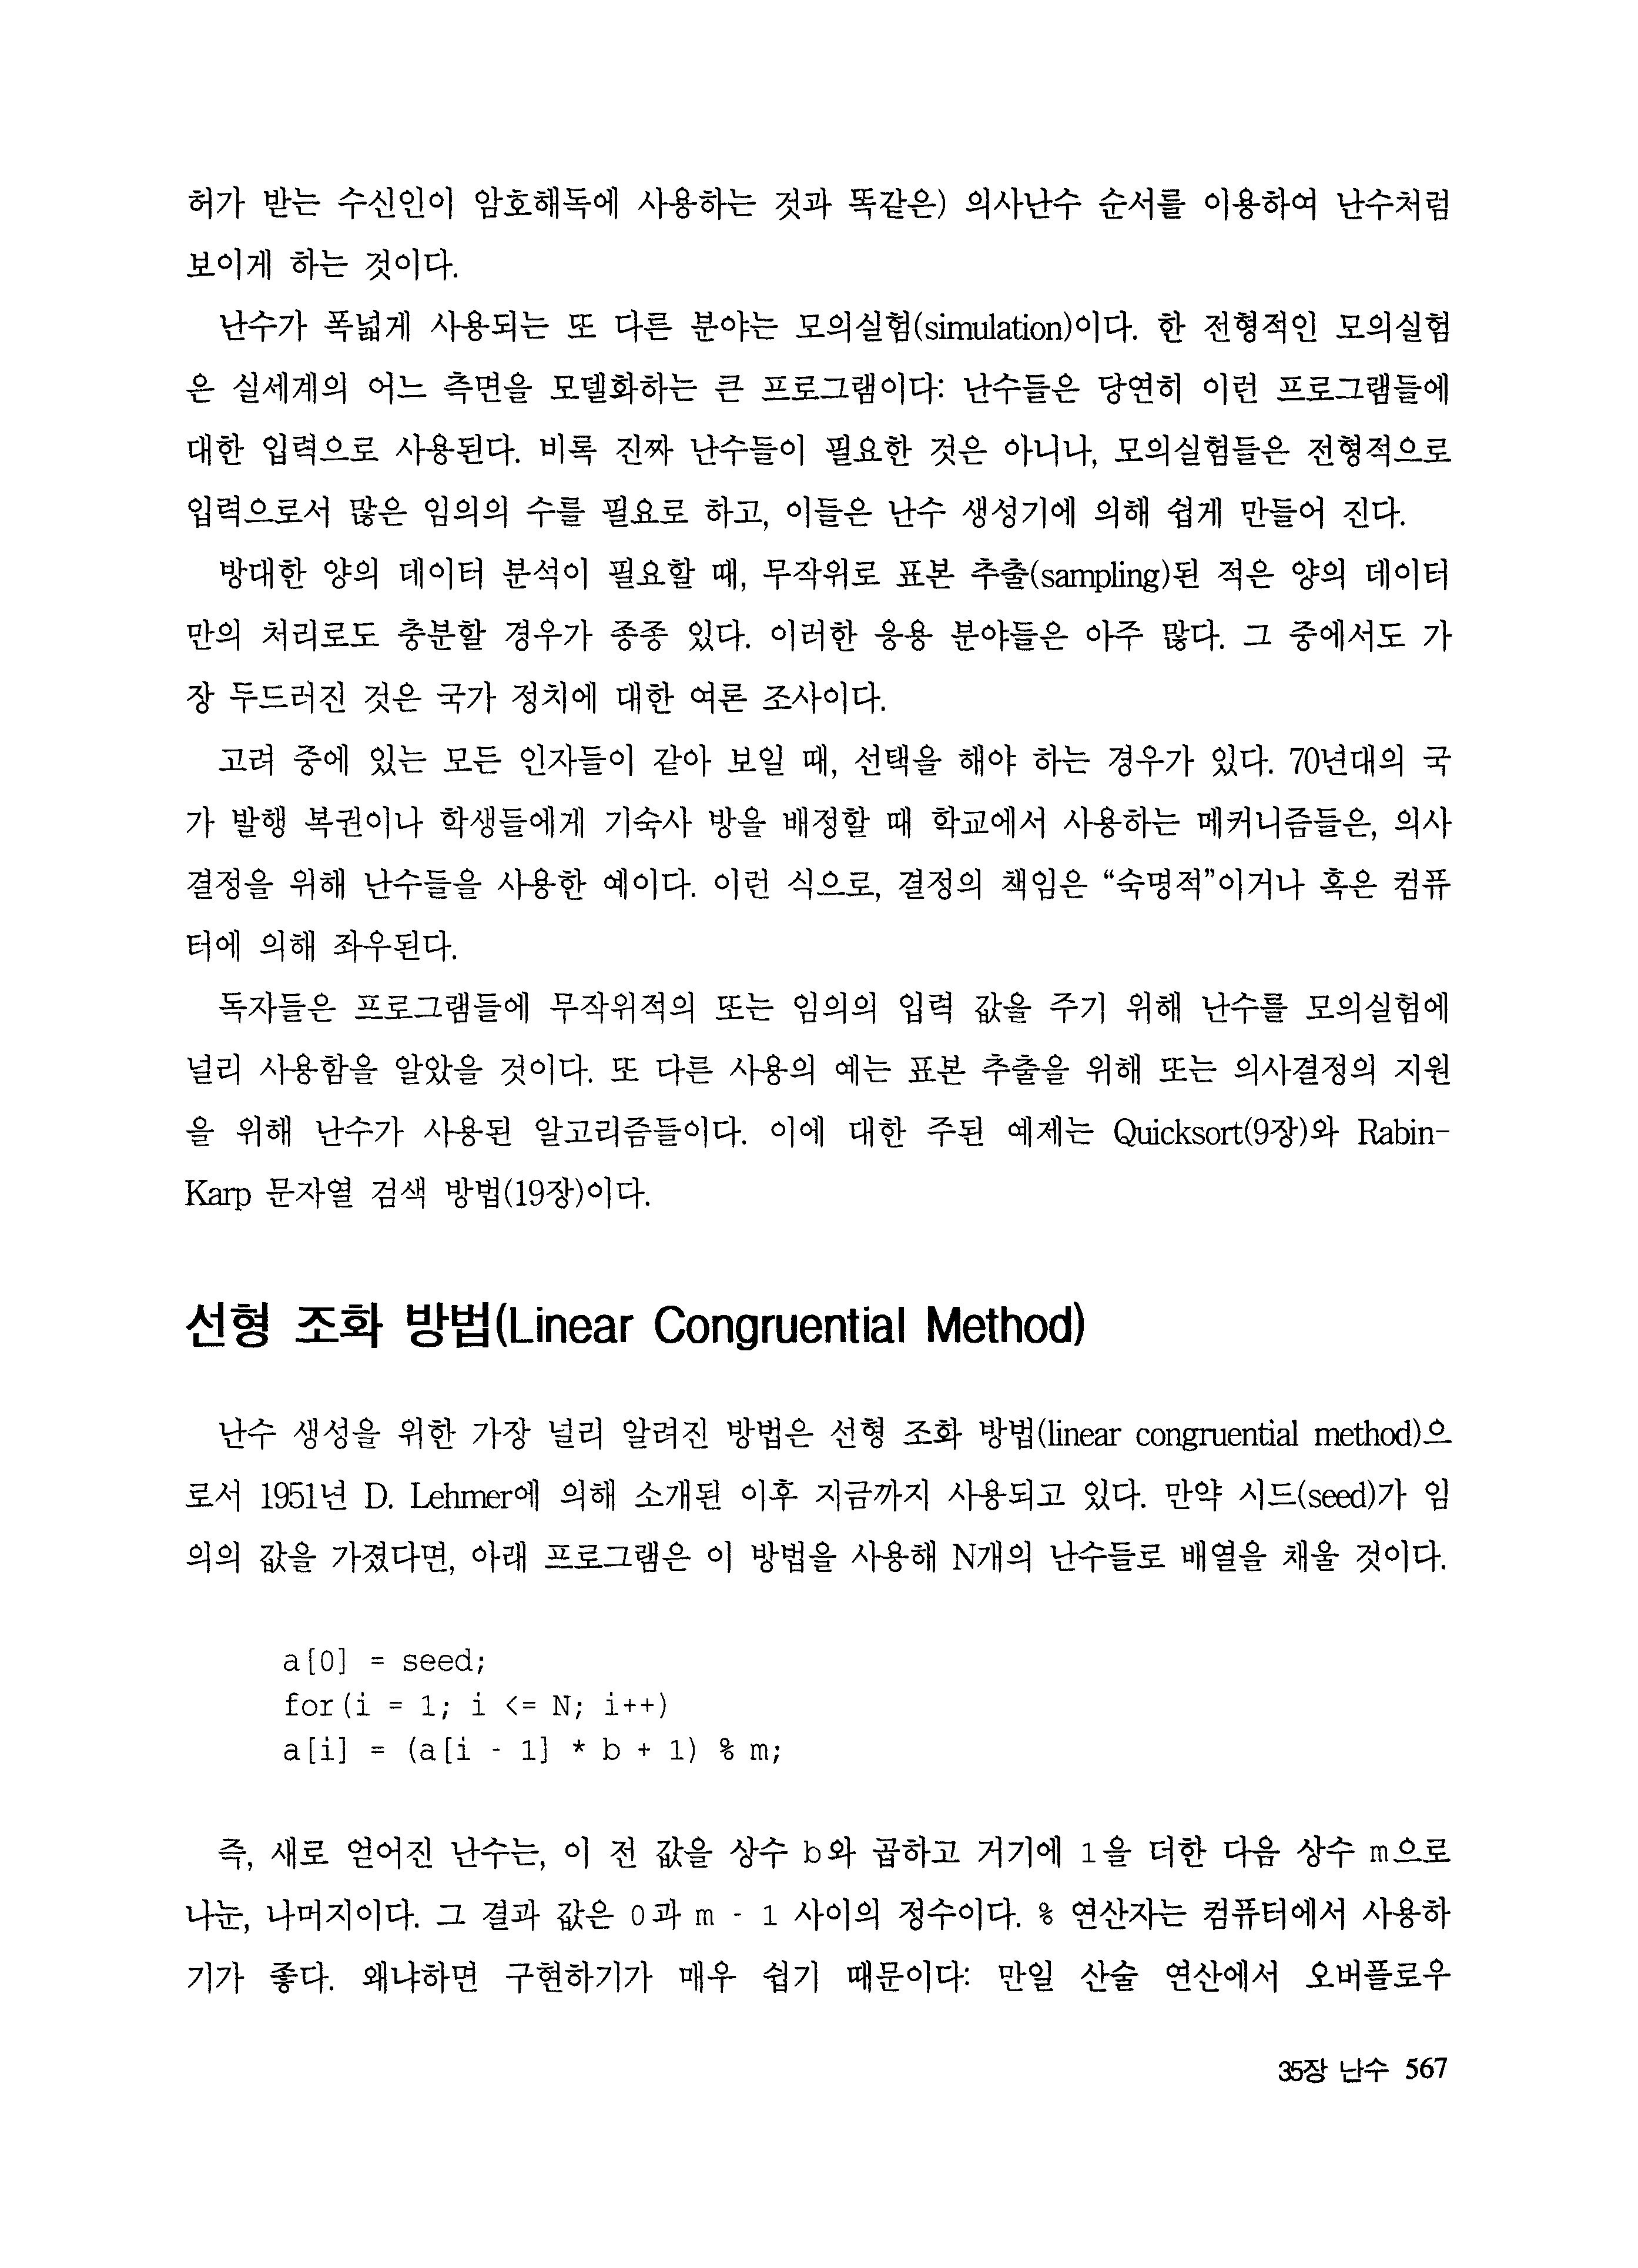 허가 받는 수신인이 암호해독에 사용하는 것과 똑같은) 의사난수 순서를 이용하여 난수처럼
보이게 하는 것이다.
난수가 폭넓게 사용되는 또 다른 분야는 모의실험(simulation)이다. 한 전형적인 모의실험
은 실세계의 어느 측면을 모델화하는 큰 프로그램이다: 난수들은 당연히 이런 프로그램들에
대한 입력으로 사용된다. 비록 진짜 난수들이 필요한 것은 아니나, 모의실험들은 전형적으로
입력으로서 많은 임의의 수를 필요로 하고, 이들은 난수 생성기에 의해 쉽게 만들어 진다.
방대한 양의 데이터 분석이 필요할 때, 무작위로 표본 추출(sampling)된 적은 양의 데이터
만의 처리로도 충분할 경우가 종종 있다. 이러한 응용 분야들은 아주 많다. 그 중에서도 가
장 두드러진 것은 국가 정치에 대한 여론 조사이다.
고려 중에 있는 모든 인자들이 같아 보일 때, 선택을 해야 하는 경우가 있다. 70년대의 국
가 발행 복권이나 학생들에게 기숙사 방을 배정할 때 학교에서 사용하는 메커니즘들은, 의사
결정을 위해 난수들을 사용한 예이다. 이런 식으로, 결정의 책임은 “숙명적”이거나 혹은 컴퓨
터에 의해 좌우된다.
독자들은 프로그램들에 무작위적의 또는 임의의 입력 값을 주기 위해 난수를 모의실험에
널리 사용함을 알았을 것이다. 또 다른 사용의 예는 표본 추출을 위해 또는 의사결정의 지원
을 위해 난수가 사용된 알고리즘들이다. 이에 대한 주된 예제는 Quicksort(9장)와 Rabin-
Karp 문자열 검색 방법(19장)이다.
선형 조화 방법(Linear Congruential Method)
난수 생성을 위한 가장 널리 알려진 방법은 선형 조화 방법(linear congruential method)으
로서 1951년 D. Lehmer에 의해 소개된 이후 지금까지 사용되고 있다. 만약 시드(seed)가 임
의의 값을 가졌다면, 아래 프로그램은 이 방법을 사용해 N개의 난수들로 배열을 채울 것이다.
a[0] = seed;
for(i = 1; i <= N; i++)
a[i] = (a[i - 1] * b + 1) % m;
즉, 새로 얻어진 난수는, 이 전 값을 상수 b와 곱하고 거기에 1을 더한 다음 상수 m으로
나눈, 나머지이다. 그 결과 값은 0과 m - 1 사이의 정수이다. % 연산자는 컴퓨터에서 사용하
기가 좋다. 왜냐하면 구현하기가 매우 쉽기 때문이다: 만일 산술 연산에서 오버플로우
35장 난수 567